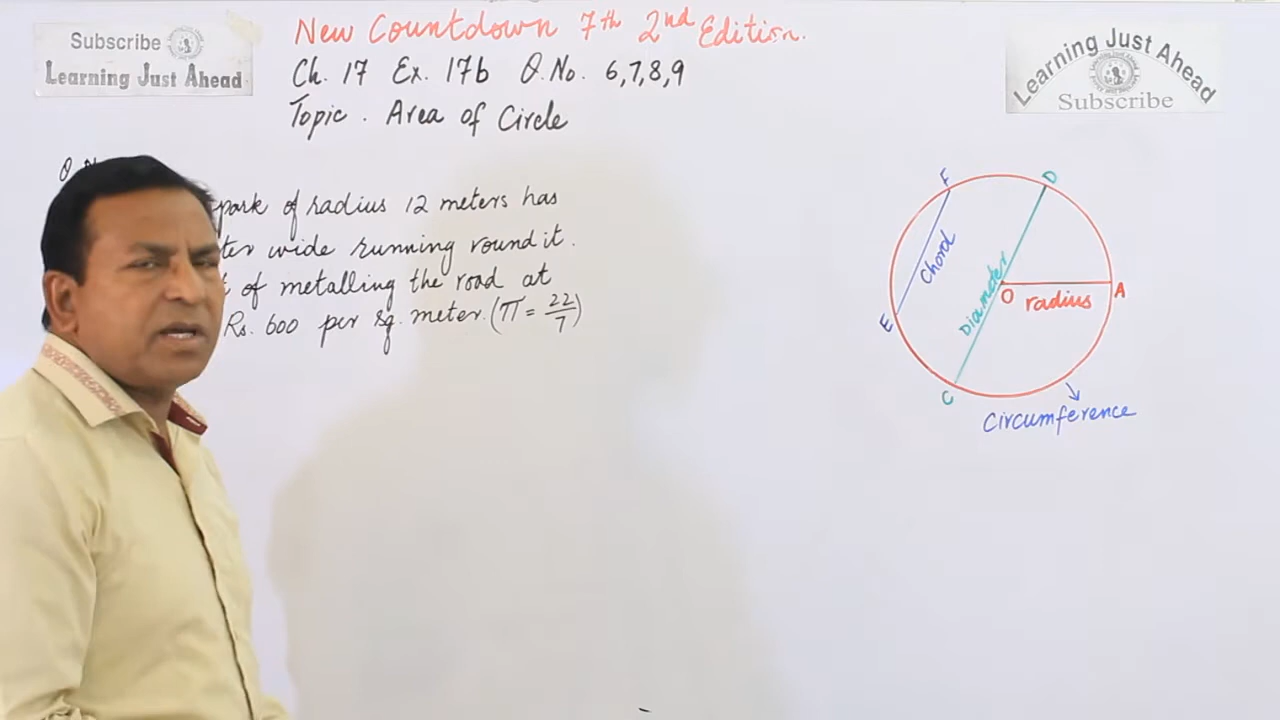 Subscribe
Learning Just Ahead
New Countdown 7th 2nd Edition.
Ch. 17 Ex. 17b Q.No. 6,7,8,9
Topic. Area of Circle
Learning Just Ahead
Subscribe
park of radius 12 meters has
wide running round it.
of metalling the road at
Rs. 600 per sq. meter. (π = 22/7)
F
D
Chord
Diameter
O
radius
A
E
C
Circumference